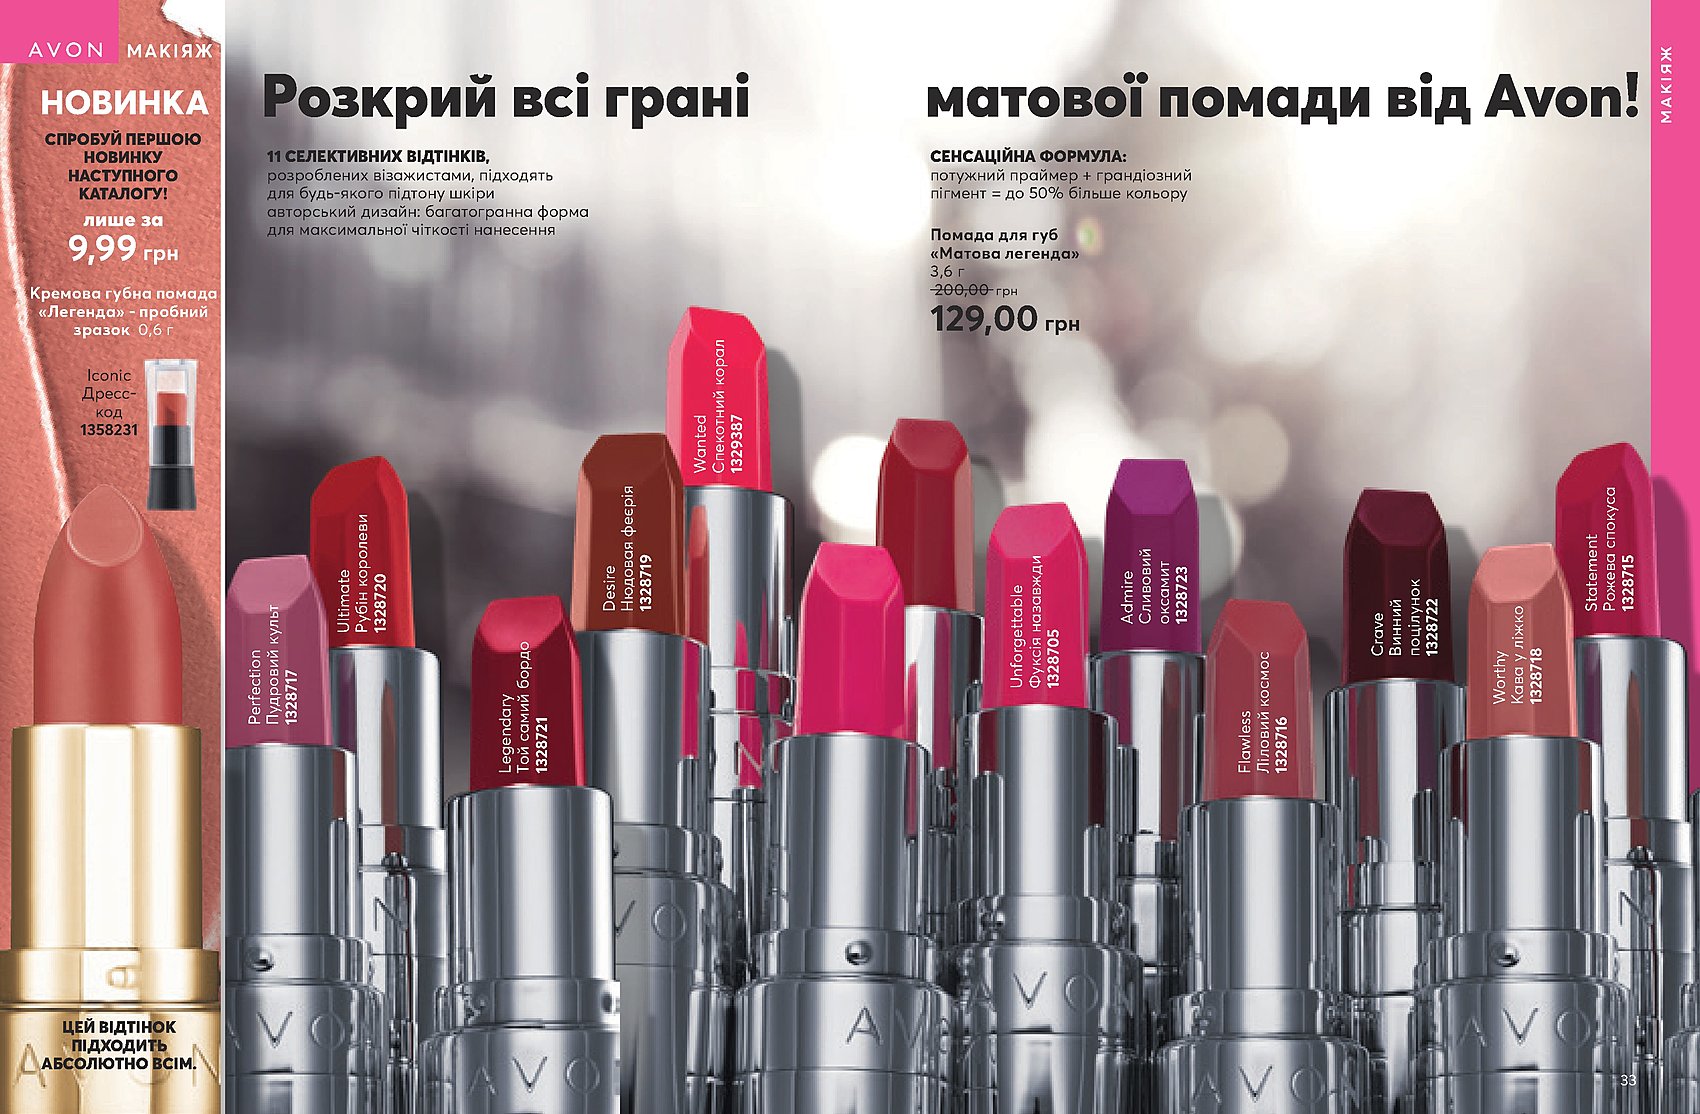 AVON МАКІЯЖ
НОВИНКА
СПРОБУЙ ПЕРШОЮ
НОВИНКУ
НАСТУПНОГО
КАТАЛОГУ!
лише за
9,99 грн
Кремова губна помада
«Легенда» - пробний
зразок 0,6 г
Iconic
Дресс-
код
1358231
ЦЕЙ ВІДТІНОК
ПІДХОДИТЬ
АБСОЛЮТНО ВСІМ.
AVON
Розкрий всі грані
матової помади від Avon!
11 СЕЛЕКТИВНИХ ВІДТІНКІВ,
розроблених візажистами, підходять
для будь-якого підтону шкіри
авторський дизайн: багатогранна форма
для максимальної чіткості нанесення
СЕНСАЦІЙНА ФОРМУЛА:
потужний праймер + грандіозний
пігмент = до 50% більше кольору
Помада для губ
«Матова легенда»
3,6 г
200,00 грн
129,00 грн
МАКІЯЖ
Perfection
Пудровий культ
1328717
Ultimate
Рубін королеви
1328720
Legendary
Той самий бордо
1328721
Desire
Нюдовая феєрія
1328719
Wanted
Спекотний корал
1329387
Unforgettable
Фуксія назавжди
1328705
Admire
Сливовий
оксамит
1328723
Flawless
Ліловий космос
1328716
Crave
Винний
поцілунок
1328722
Worthy
Кава у ліжко
1328718
Statement
Рожева спокуса
1328715
AVON
AVON
AVON
AVON
AVON
33